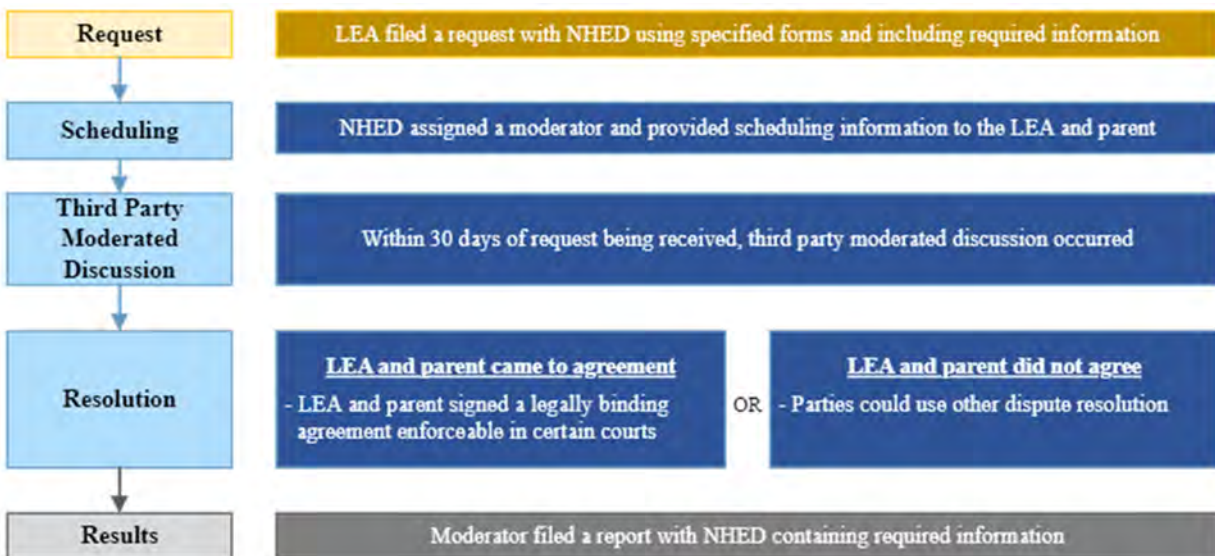 Request
LEA filed a request with NHED using specified forms and including required information
Scheduling
NHED assigned a moderator and provided scheduling information to the LEA and parent
Third Party
Moderated
Discussion
Within 30 days of request being received, third party moderated discussion occurred
Resolution
LEA and parent came to agreement
- LEA and parent signed a legally binding
agreement enforceable in certain courts
OR
LEA and parent did not agree
- Parties could use other dispute resolution
Results
Moderator filed a report with NHED containing required information